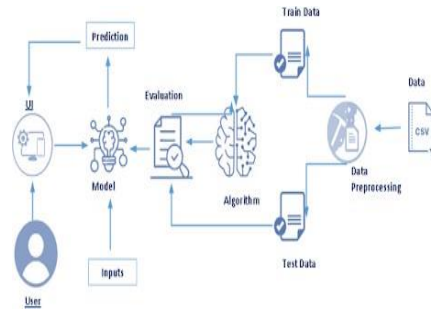 Train Data
Prediction
Data
Evaluation
UI
CSV
Model
Algorithm
Data
Preprocessing
Inputs
Test Data
User